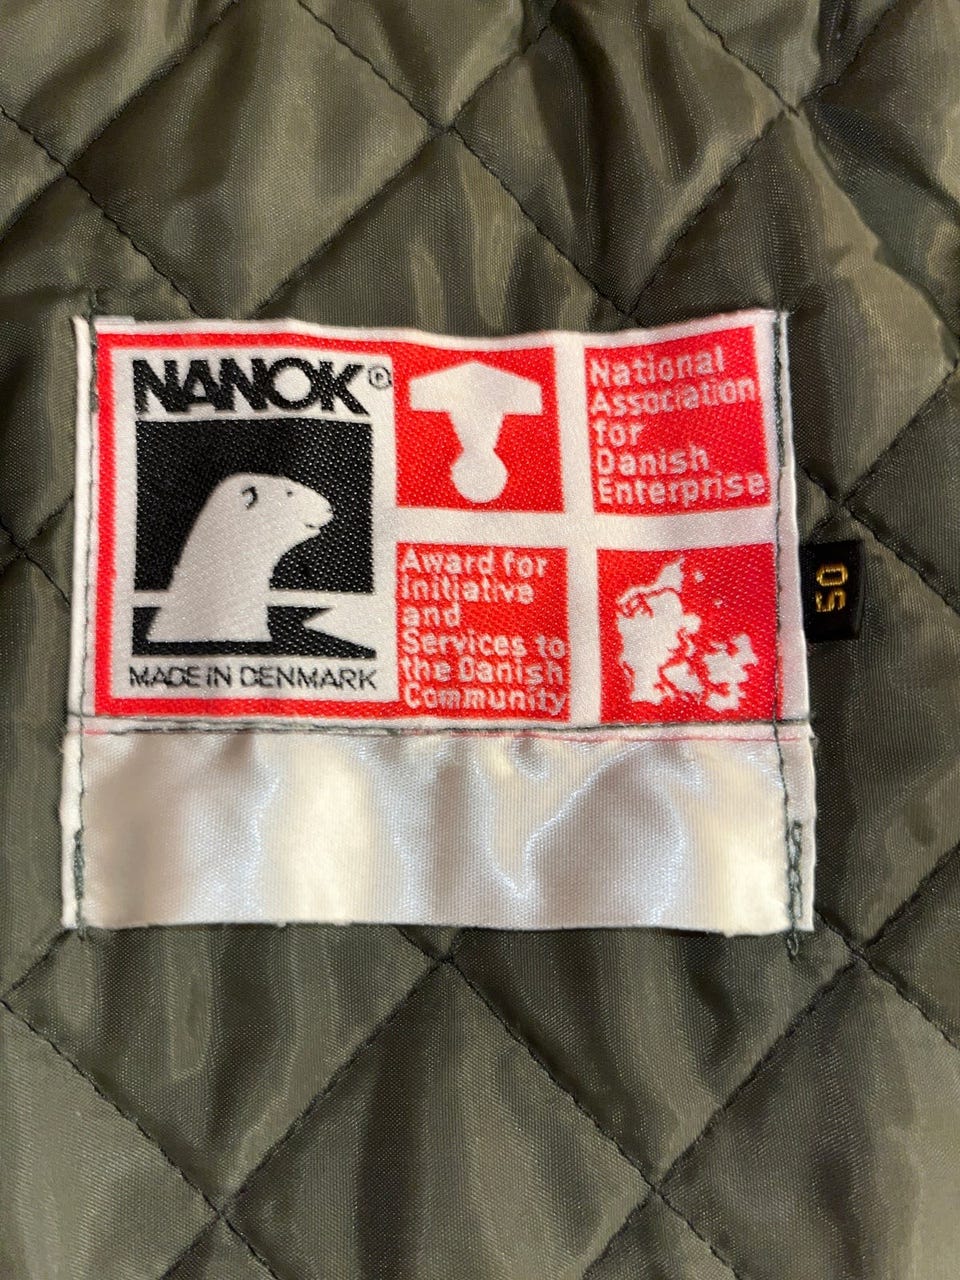 NANOK®
MADE IN DENMARK
National
Association
for
Danish
Enterprise
Award for
Initiative
and
Services to
the Danish
Community
50